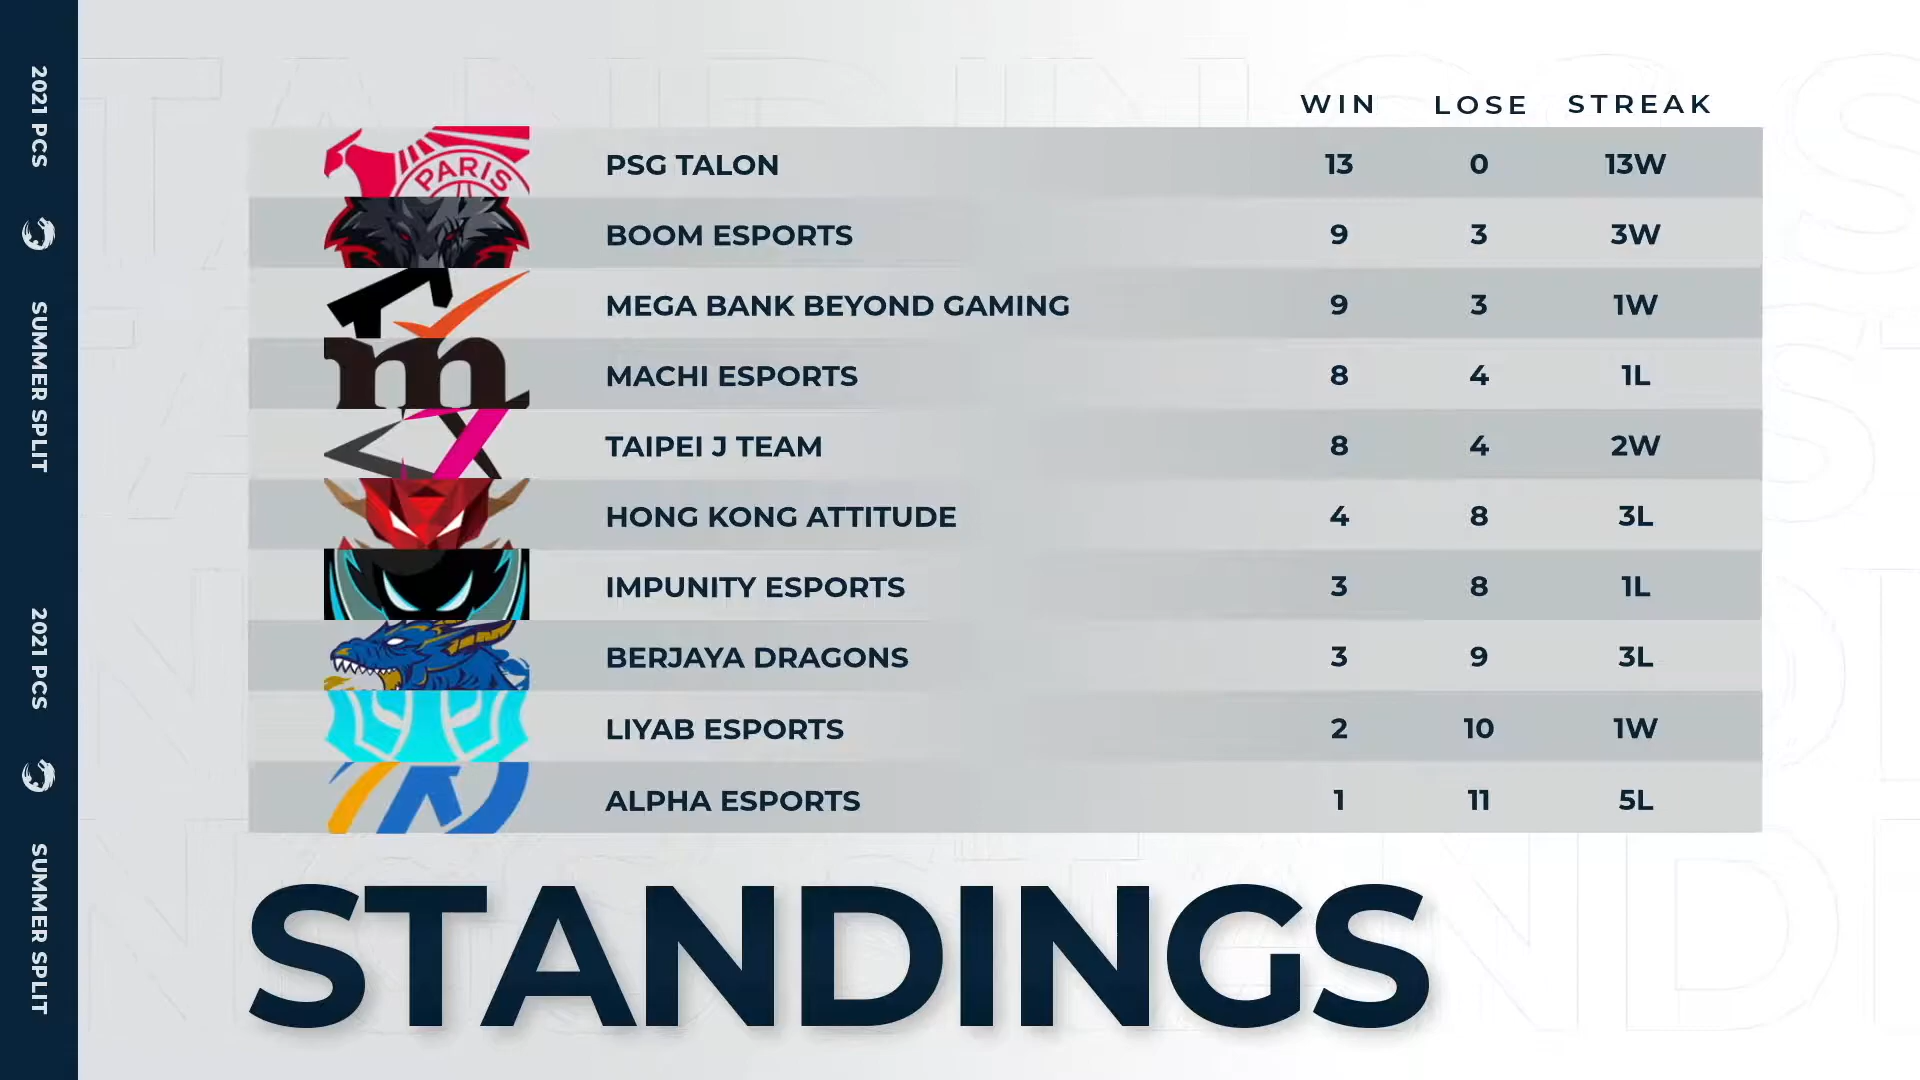 2021 PCS
SUMMER SPLIT
2021 PCS
SUMMER SPLIT
WIN LOSE STREAK
PARIS
PSG TALON 13 0 13W
BOOM ESPORTS 9 3 3W
MEGA BANK BEYOND GAMING 9 3 1W
m
MACHI ESPORTS 8 4 1L
TAIPEI J TEAM 8 4 2W
HONG KONG ATTITUDE 4 8 3L
IMPUNITY ESPORTS 3 8 1L
BERJAYA DRAGONS 3 9 3L
LIYAB ESPORTS 2 10 1W
ALPHA ESPORTS 1 11 5L
STANDINGS